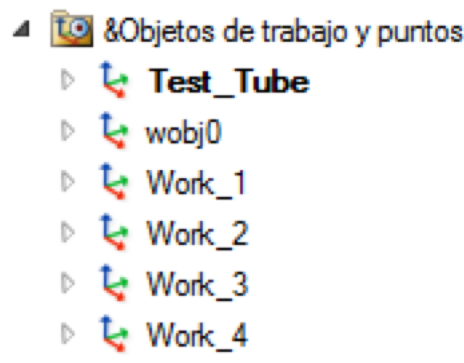 &Objetos de trabajo y puntos
Test_Tube
wobj0
Work_1
Work_2
Work_3
Work_4